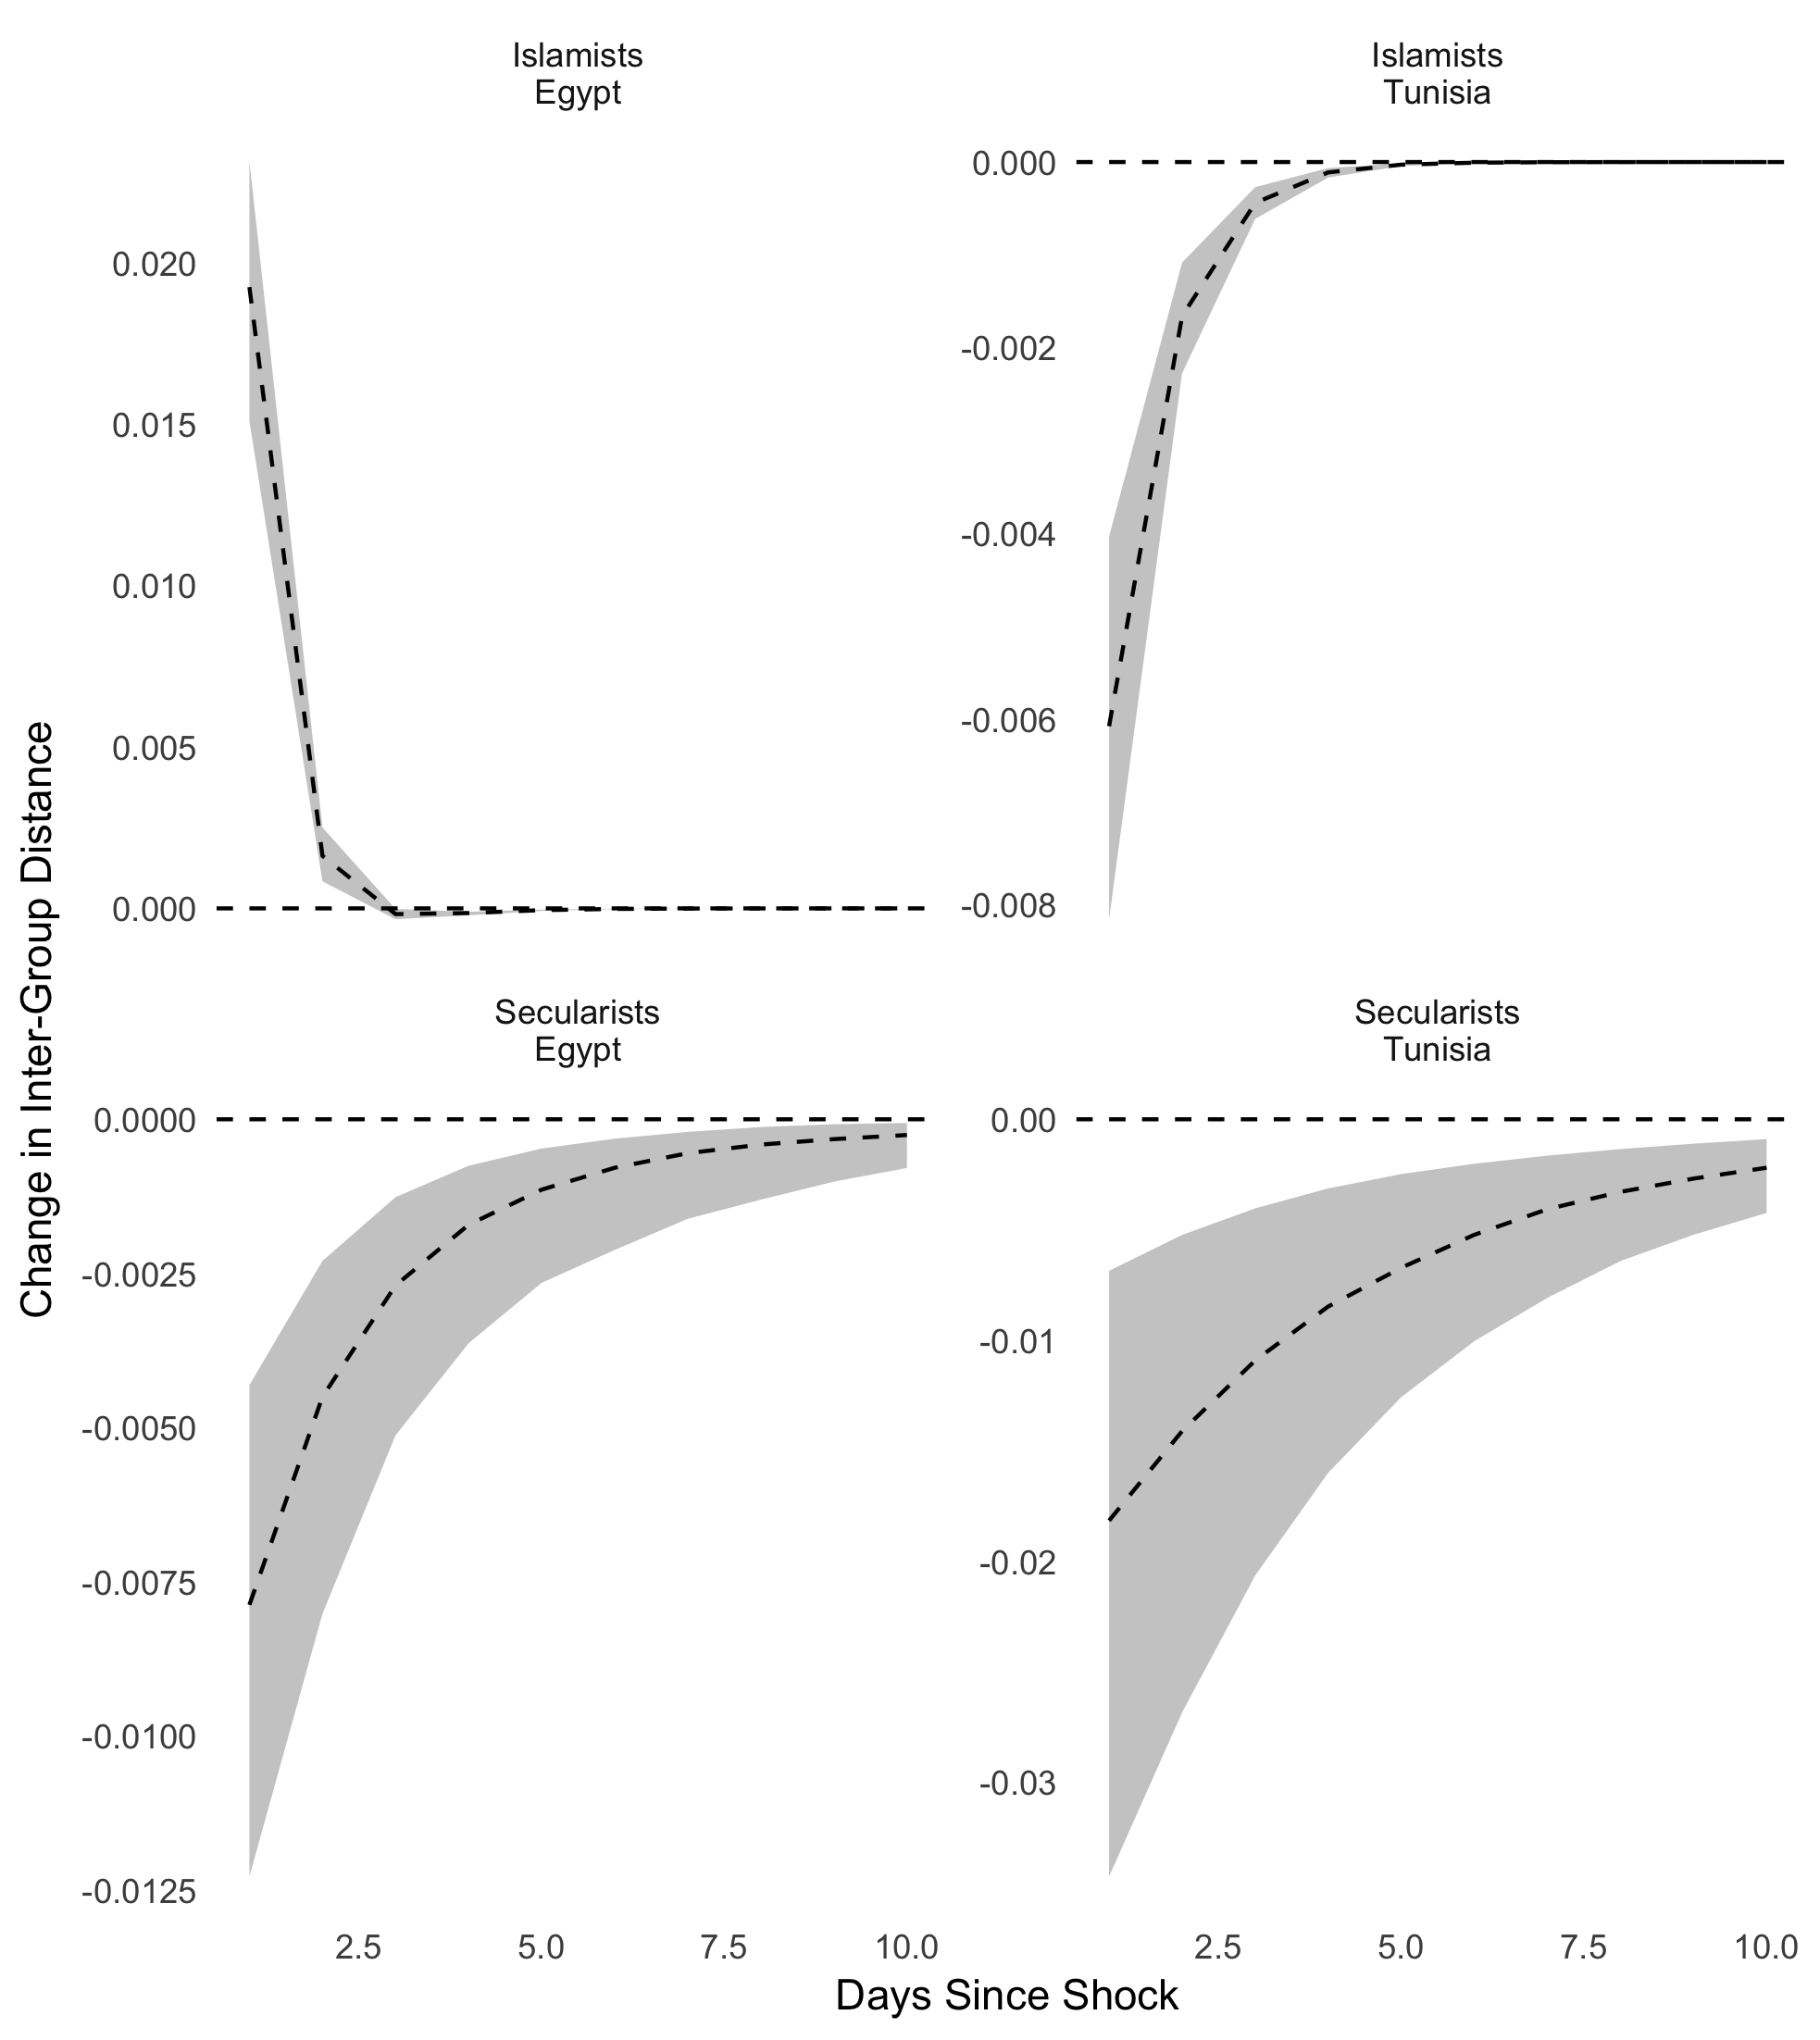 Islamists
Egypt
Islamists
Tunisia
0.020
0.015
0.010
0.005
0.000
0.000
-0.002
-0.004
-0.006
-0.008
Change in Inter-Group Distance
Secularists
Egypt
Secularists
Tunisia
0.0000
-0.0025
-0.0050
-0.0075
-0.0100
-0.0125
0.00
-0.01
-0.02
-0.03
2.5 5.0 7.5 10.0
2.5 5.0 7.5 10.0
Days Since Shock